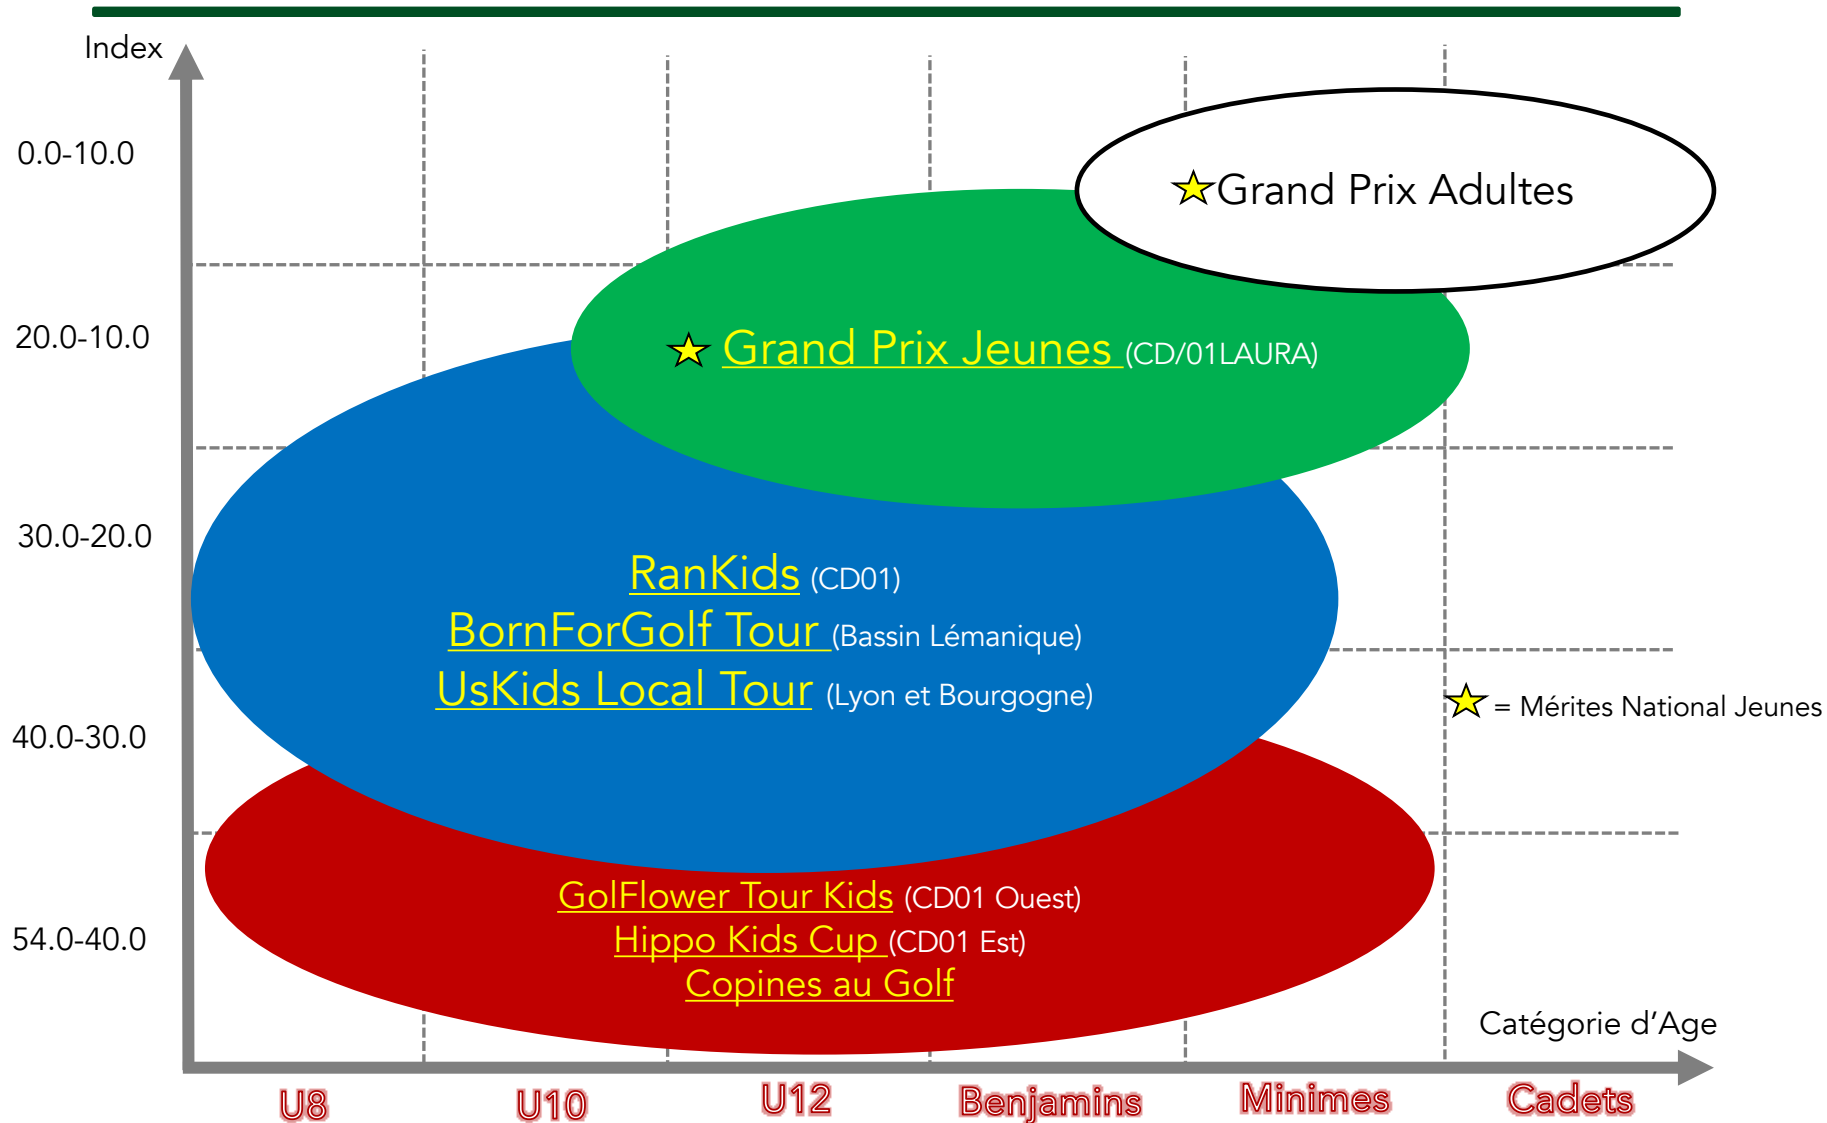 Index
0.0-10.0
Grand Prix Adultes
20.0-10.0
Grand Prix Jeunes (CD/01LAURA)
30.0-20.0
RanKids (CD01)
BornForGolf Tour (Bassin Lémanique)
UsKids Local Tour (Lyon et Bourgogne)
= Mérites National Jeunes
40.0-30.0
GolFlower Tour Kids (CD01 Ouest)
54.0-40.0
Hippo Kids Cup (CD01 Est)
Copines au Golf
Catégorie d’Age
U8 U10 U12 Benjamins Minimes Cadets